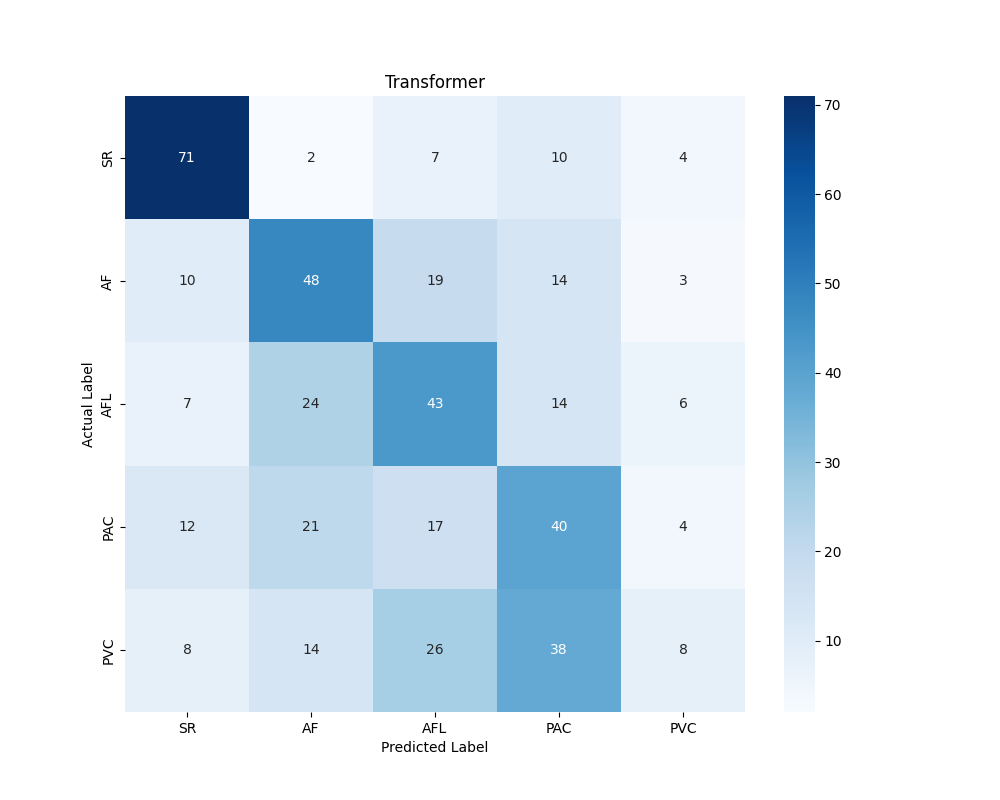 Transformer
Actual Label
SR 71 2 7 10 4
AF 10 48 19 14 3
AFL 7 24 43 14 6
PAC 12 21 17 40 4
PVC 8 14 26 38 8
SR AF AFL PAC PVC
Predicted Label
70
60
50
40
30
20
10